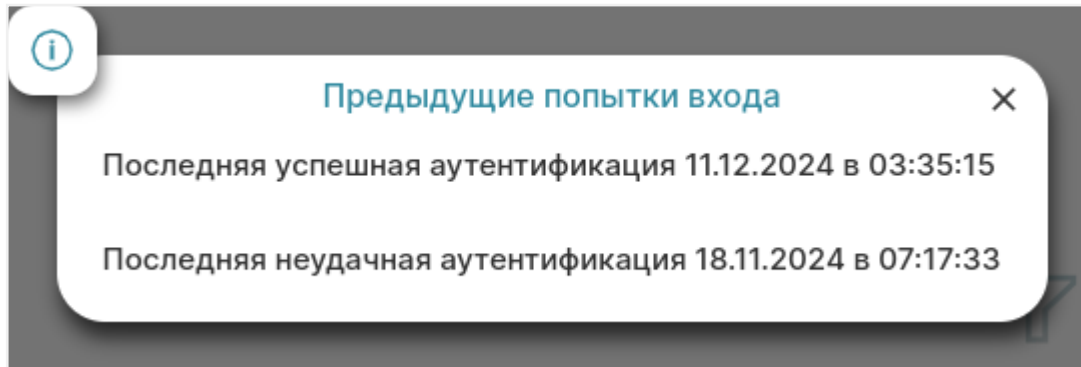 Предыдущие попытки входа
Последняя успешная аутентификация 11.12.2024 в 03:35:15
Последняя неудачная аутентификация 18.11.2024 в 07:17:33